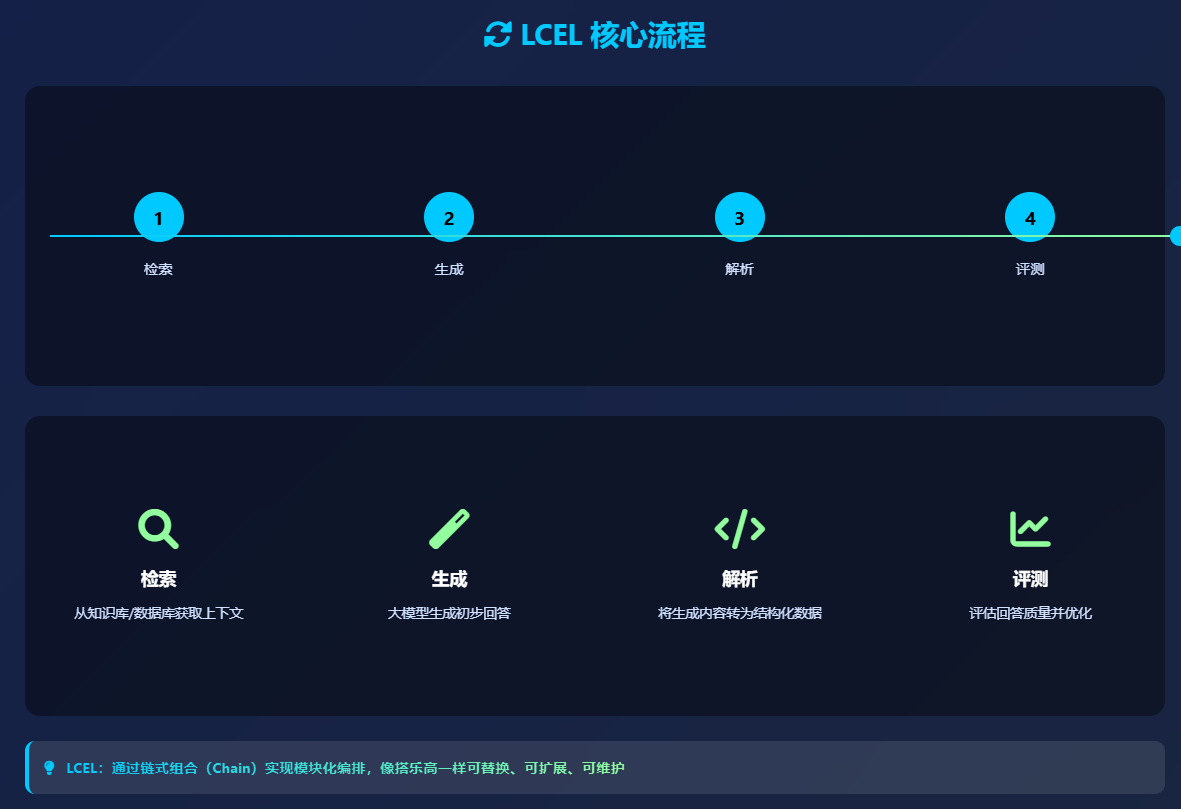 LCEL 核心流程
1
2
3
4
检索
生成
解析
评测
检索
生成
解析
评测
从知识库/数据库获取上下文
大模型生成初步回答
将生成内容转为结构化数据
评估回答质量并优化
LCEL：通过链式组合（Chain）实现模块化编排，像搭乐高一样可替换、可扩展、可维护